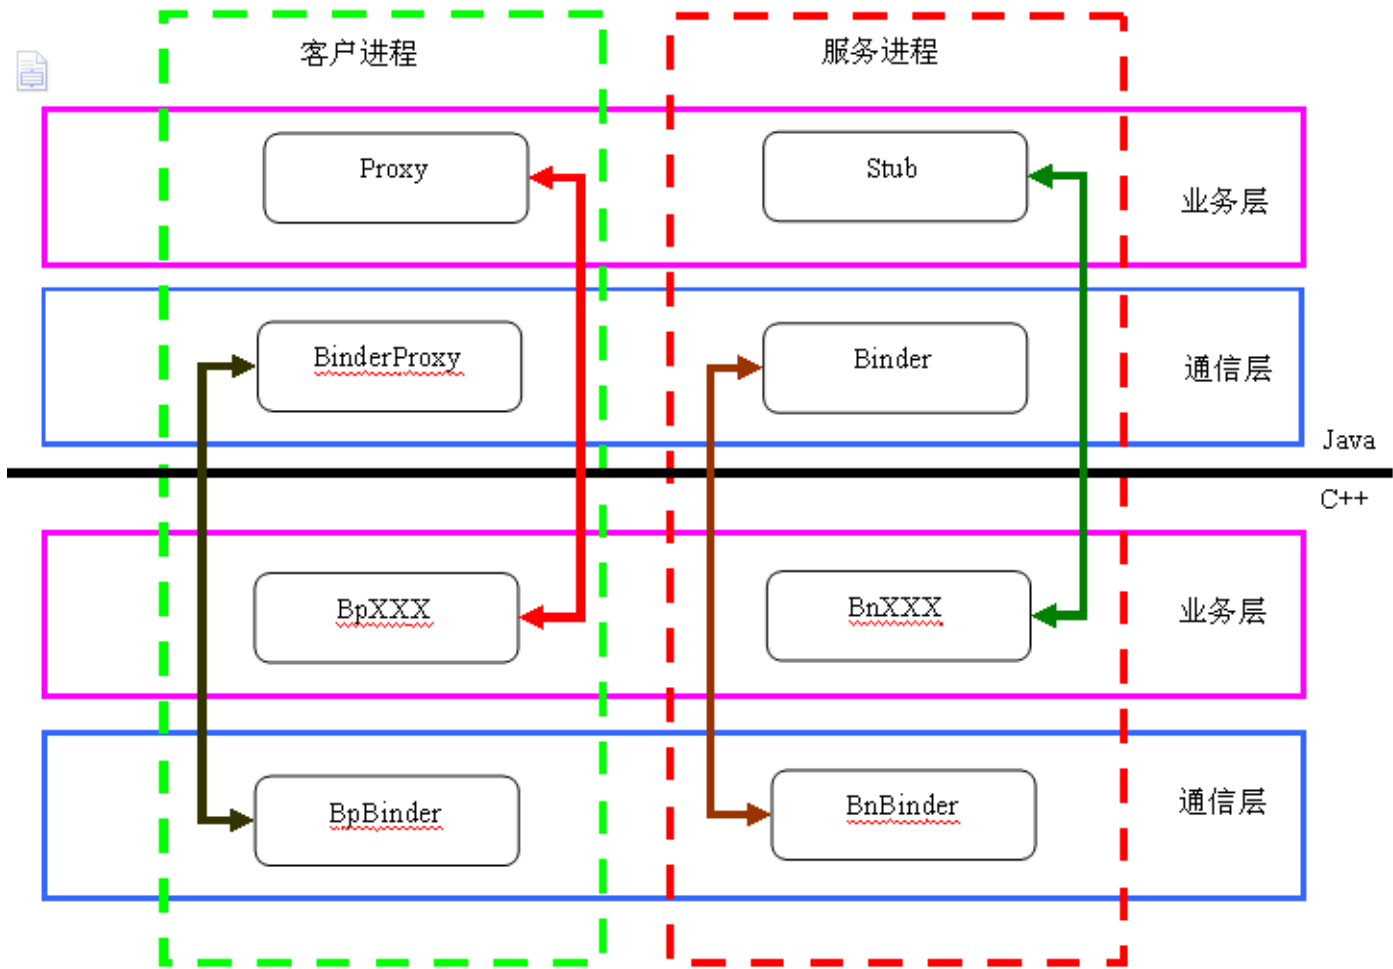 客户进程
服务进程
Proxy
Stub
业务层
BinderProxy
Binder
通信层
Java
C++
BpXXX
BnXXX
业务层
BpBinder
BnBinder
通信层